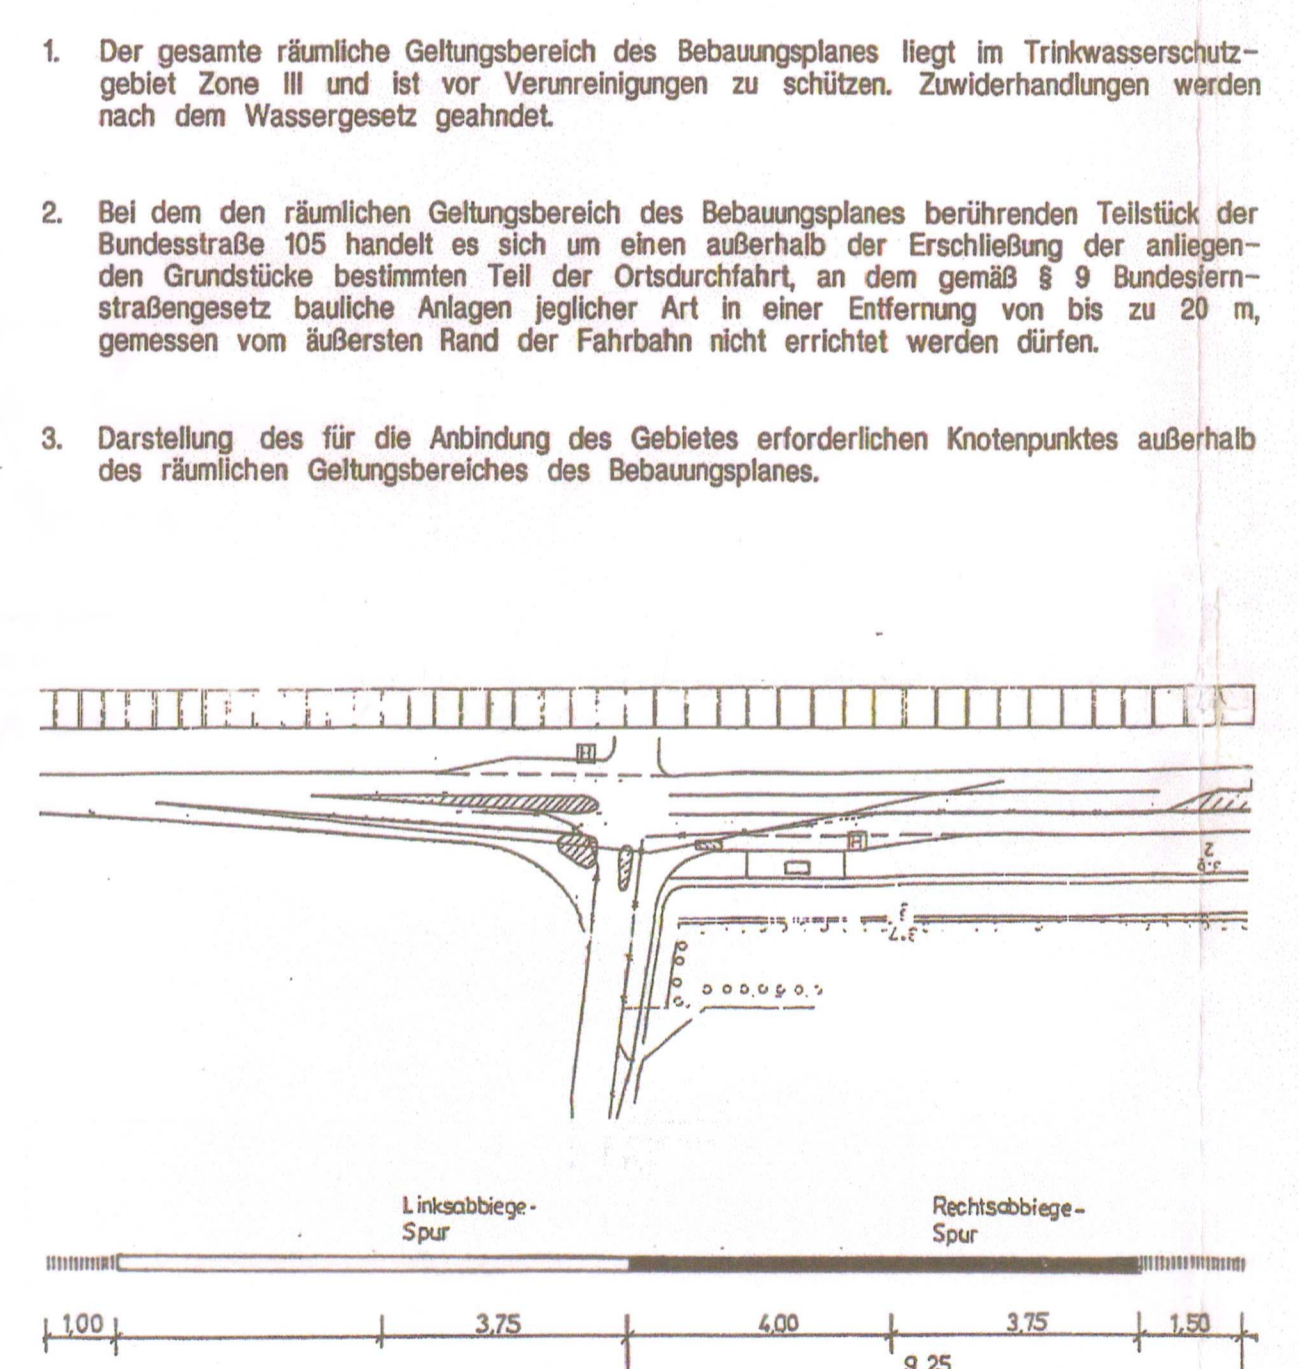 1. Der gesamte räumliche Geltungsbereich des Bebauungsplanes liegt im Trinkwasserschutz-
gebiet Zone III und ist vor Verunreinigungen zu schützen. Zuwiderhandlungen werden
nach dem Wassergesetz geahndet.
2. Bei dem den räumlichen Geltungsbereich des Bebauungsplanes berührenden Teilstück der
Bundesstraße 105 handelt es sich um einen außerhalb der Erschließung der anliegen-
den Grundstücke bestimmten Teil der Ortsdurchfahrt, an dem gemäß § 9 Bundesfern-
straßengesetz bauliche Anlagen jeglicher Art in einer Entfernung von bis zu 20 m,
gemessen vom äußersten Rand der Fahrbahn nicht errichtet werden dürfen.
3. Darstellung des für die Anbindung des Gebietes erforderlichen Knotenpunktes außerhalb
des räumlichen Geltungsbereiches des Bebauungsplanes.
H
H
Linksabbiege-
Spur
Rechtsabbiege-
Spur
1,00 3,75 4,00 3,75 1,50
9,25